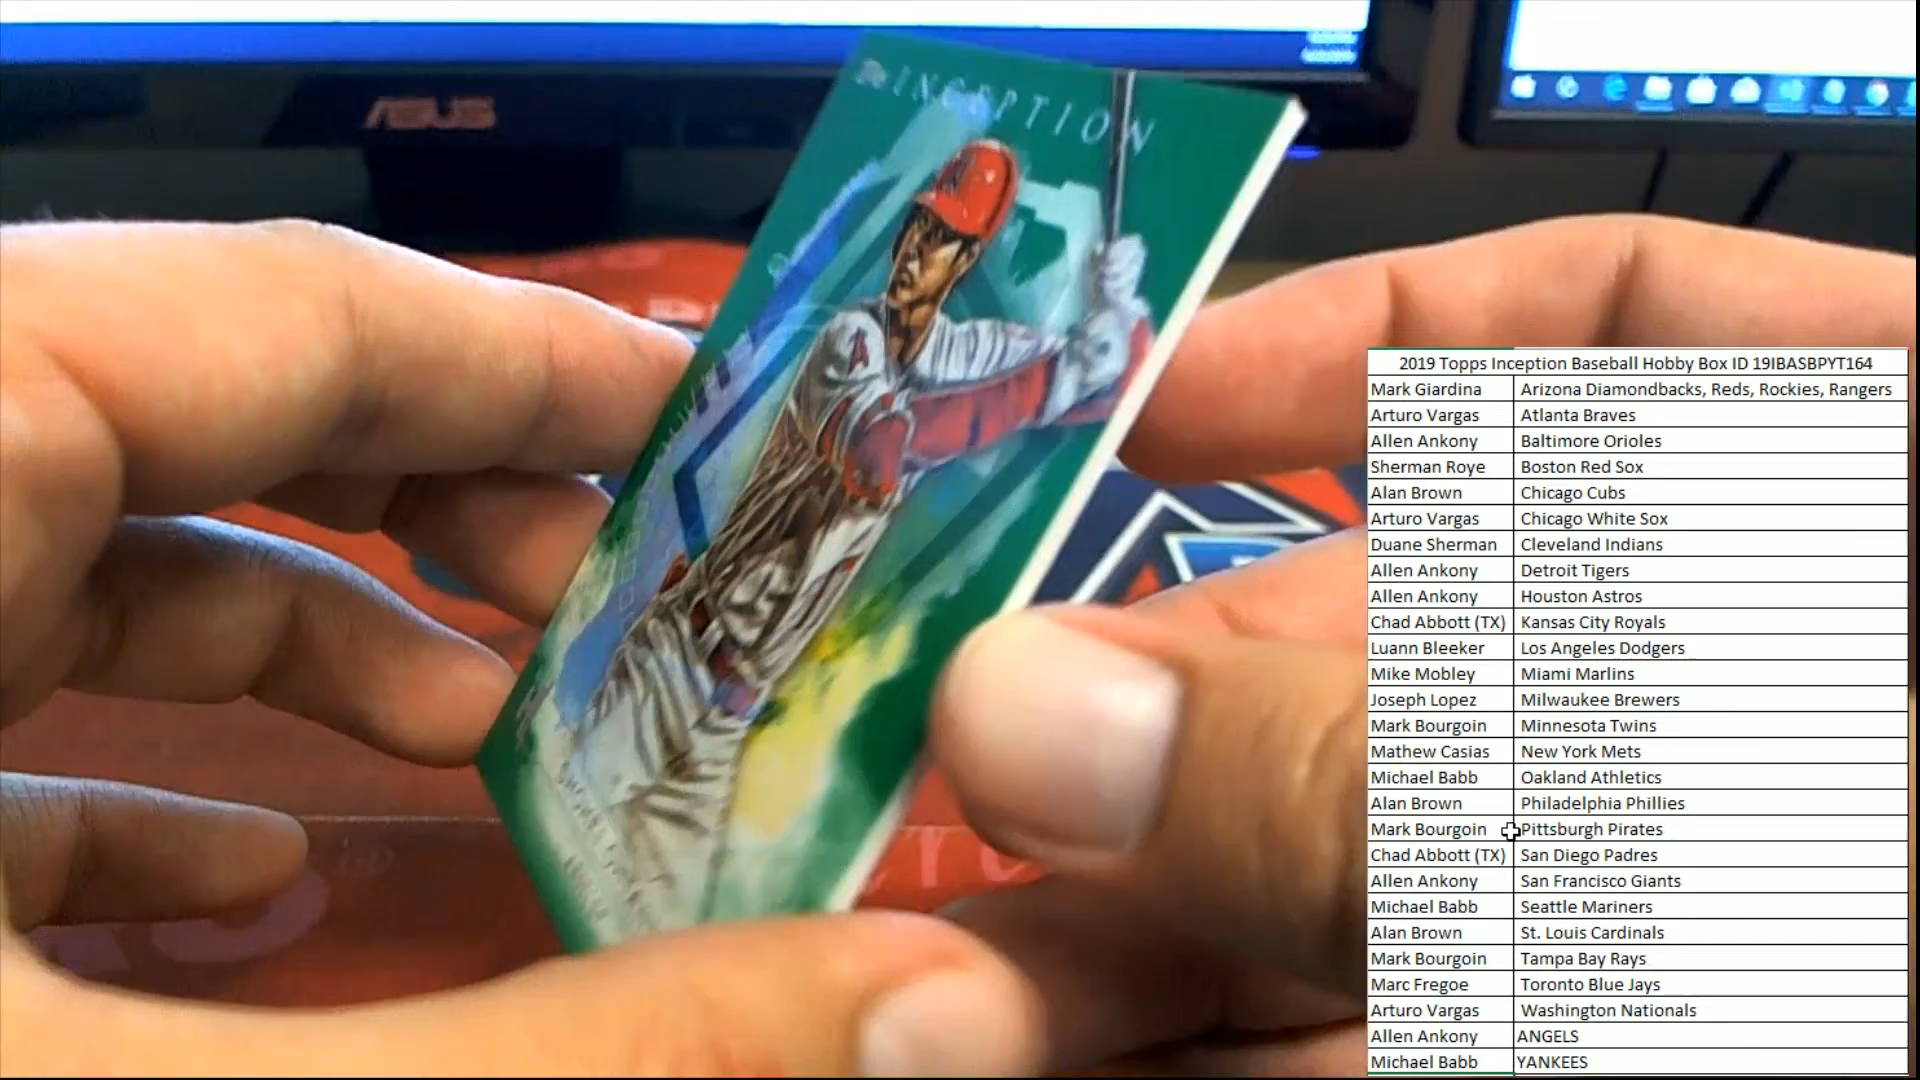 ASUS
INCEPTION
A
2019 Topps Inception Baseball Hobby Box ID 19IBASBPYT164
Mark Giardina Arizona Diamondbacks, Reds, Rockies, Rangers
Arturo Vargas Atlanta Braves
Allen Ankony Baltimore Orioles
Sherman Roye Boston Red Sox
Alan Brown Chicago Cubs
Arturo Vargas Chicago White Sox
Duane Sherman Cleveland Indians
Allen Ankony Detroit Tigers
Allen Ankony Houston Astros
Chad Abbott (TX) Kansas City Royals
Luann Bleeker Los Angeles Dodgers
Mike Mobley Miami Marlins
Joseph Lopez Milwaukee Brewers
Mark Bourgoin Minnesota Twins
Mathew Casias New York Mets
Michael Babb Oakland Athletics
Alan Brown Philadelphia Phillies
Mark Bourgoin Pittsburgh Pirates
Chad Abbott (TX) San Diego Padres
Allen Ankony San Francisco Giants
Michael Babb Seattle Mariners
Alan Brown St. Louis Cardinals
Mark Bourgoin Tampa Bay Rays
Marc Fregoe Toronto Blue Jays
Arturo Vargas Washington Nationals
Allen Ankony ANGELS
Michael Babb YANKEES